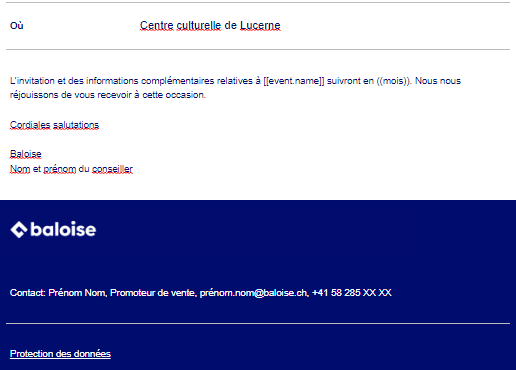 Où Centre culturelle de Lucerne
L'invitation et des informations complémentaires relatives à [[event.name]] suivront en ((mois)). Nous nous
réjouissons de vous recevoir à cette occasion.
Cordiales salutations
Baloise
Nom et prénom du conseiller
baloise
Contact: Prénom Nom, Promoteur de vente, prénom.nom@baloise.ch, +41 58 285 XX XX
Protection des données